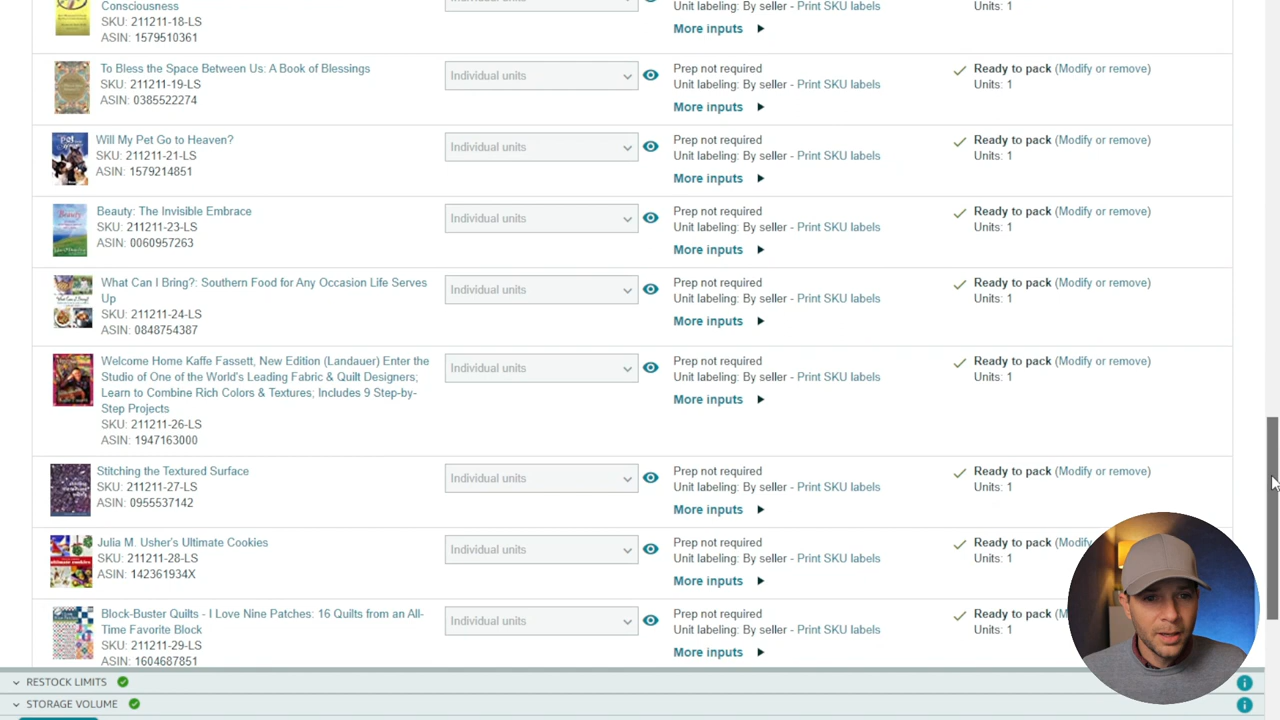 Consciousness
ASIN: 1579510361
Individual units
Unit labeling: By seller - Print SKU labels
More inputs
Units: 1
To Bless the Space Between Us: A Book of Blessings
SKU: 211211-19-LS
ASIN: 0385522274
Individual units
Prep not required
Unit labeling: By seller - Print SKU labels
More inputs
Ready to pack (Modify or remove)
Units: 1
Will My Pet Go to Heaven?
SKU: 211211-21-LS
ASIN: 1579214851
Individual units
Prep not required
Unit labeling: By seller - Print SKU labels
More inputs
Ready to pack (Modify or remove)
Units: 1
Beauty: The Invisible Embrace
SKU: 211211-23-LS
ASIN: 0060957263
Individual units
Prep not required
Unit labeling: By seller - Print SKU labels
More inputs
Ready to pack (Modify or remove)
Units: 1
What Can I Bring?: Southern Food for Any Occasion Life Serves
Up
SKU: 211211-24-LS
ASIN: 0848754387
Individual units
Prep not required
Unit labeling: By seller - Print SKU labels
More inputs
Ready to pack (Modify or remove)
Units: 1
Welcome Home Kaffe Fassett, New Edition (Landauer) Enter the
Studio of One of the World's Leading Fabric & Quilt Designers;
Learn to Combine Rich Colors & Textures; Includes 9 Step-by-
Step Projects
SKU: 211211-26-LS
ASIN: 1947163000
Individual units
Prep not required
Unit labeling: By seller - Print SKU labels
More inputs
Ready to pack (Modify or remove)
Units: 1
Stitching the Textured Surface
SKU: 211211-27-LS
ASIN: 0955537142
Individual units
Prep not required
Unit labeling: By seller - Print SKU labels
More inputs
Ready to pack (Modify or remove)
Units: 1
Julia M. Usher's Ultimate Cookies
SKU: 211211-28-LS
ASIN: 142361934X
Individual units
Prep not required
Unit labeling: By seller - Print SKU labels
More inputs
Ready to pack
Units: 1
Block-Buster Quilts - I Love Nine Patches: 16 Quilts from an All-
Time Favorite Block
SKU: 211211-29-LS
ASIN: 1604687851
Individual units
Prep not required
Unit labeling: By seller - Print SKU labels
More inputs
Ready to pack
Units: 1
RESTOCK LIMITS
STORAGE VOLUME